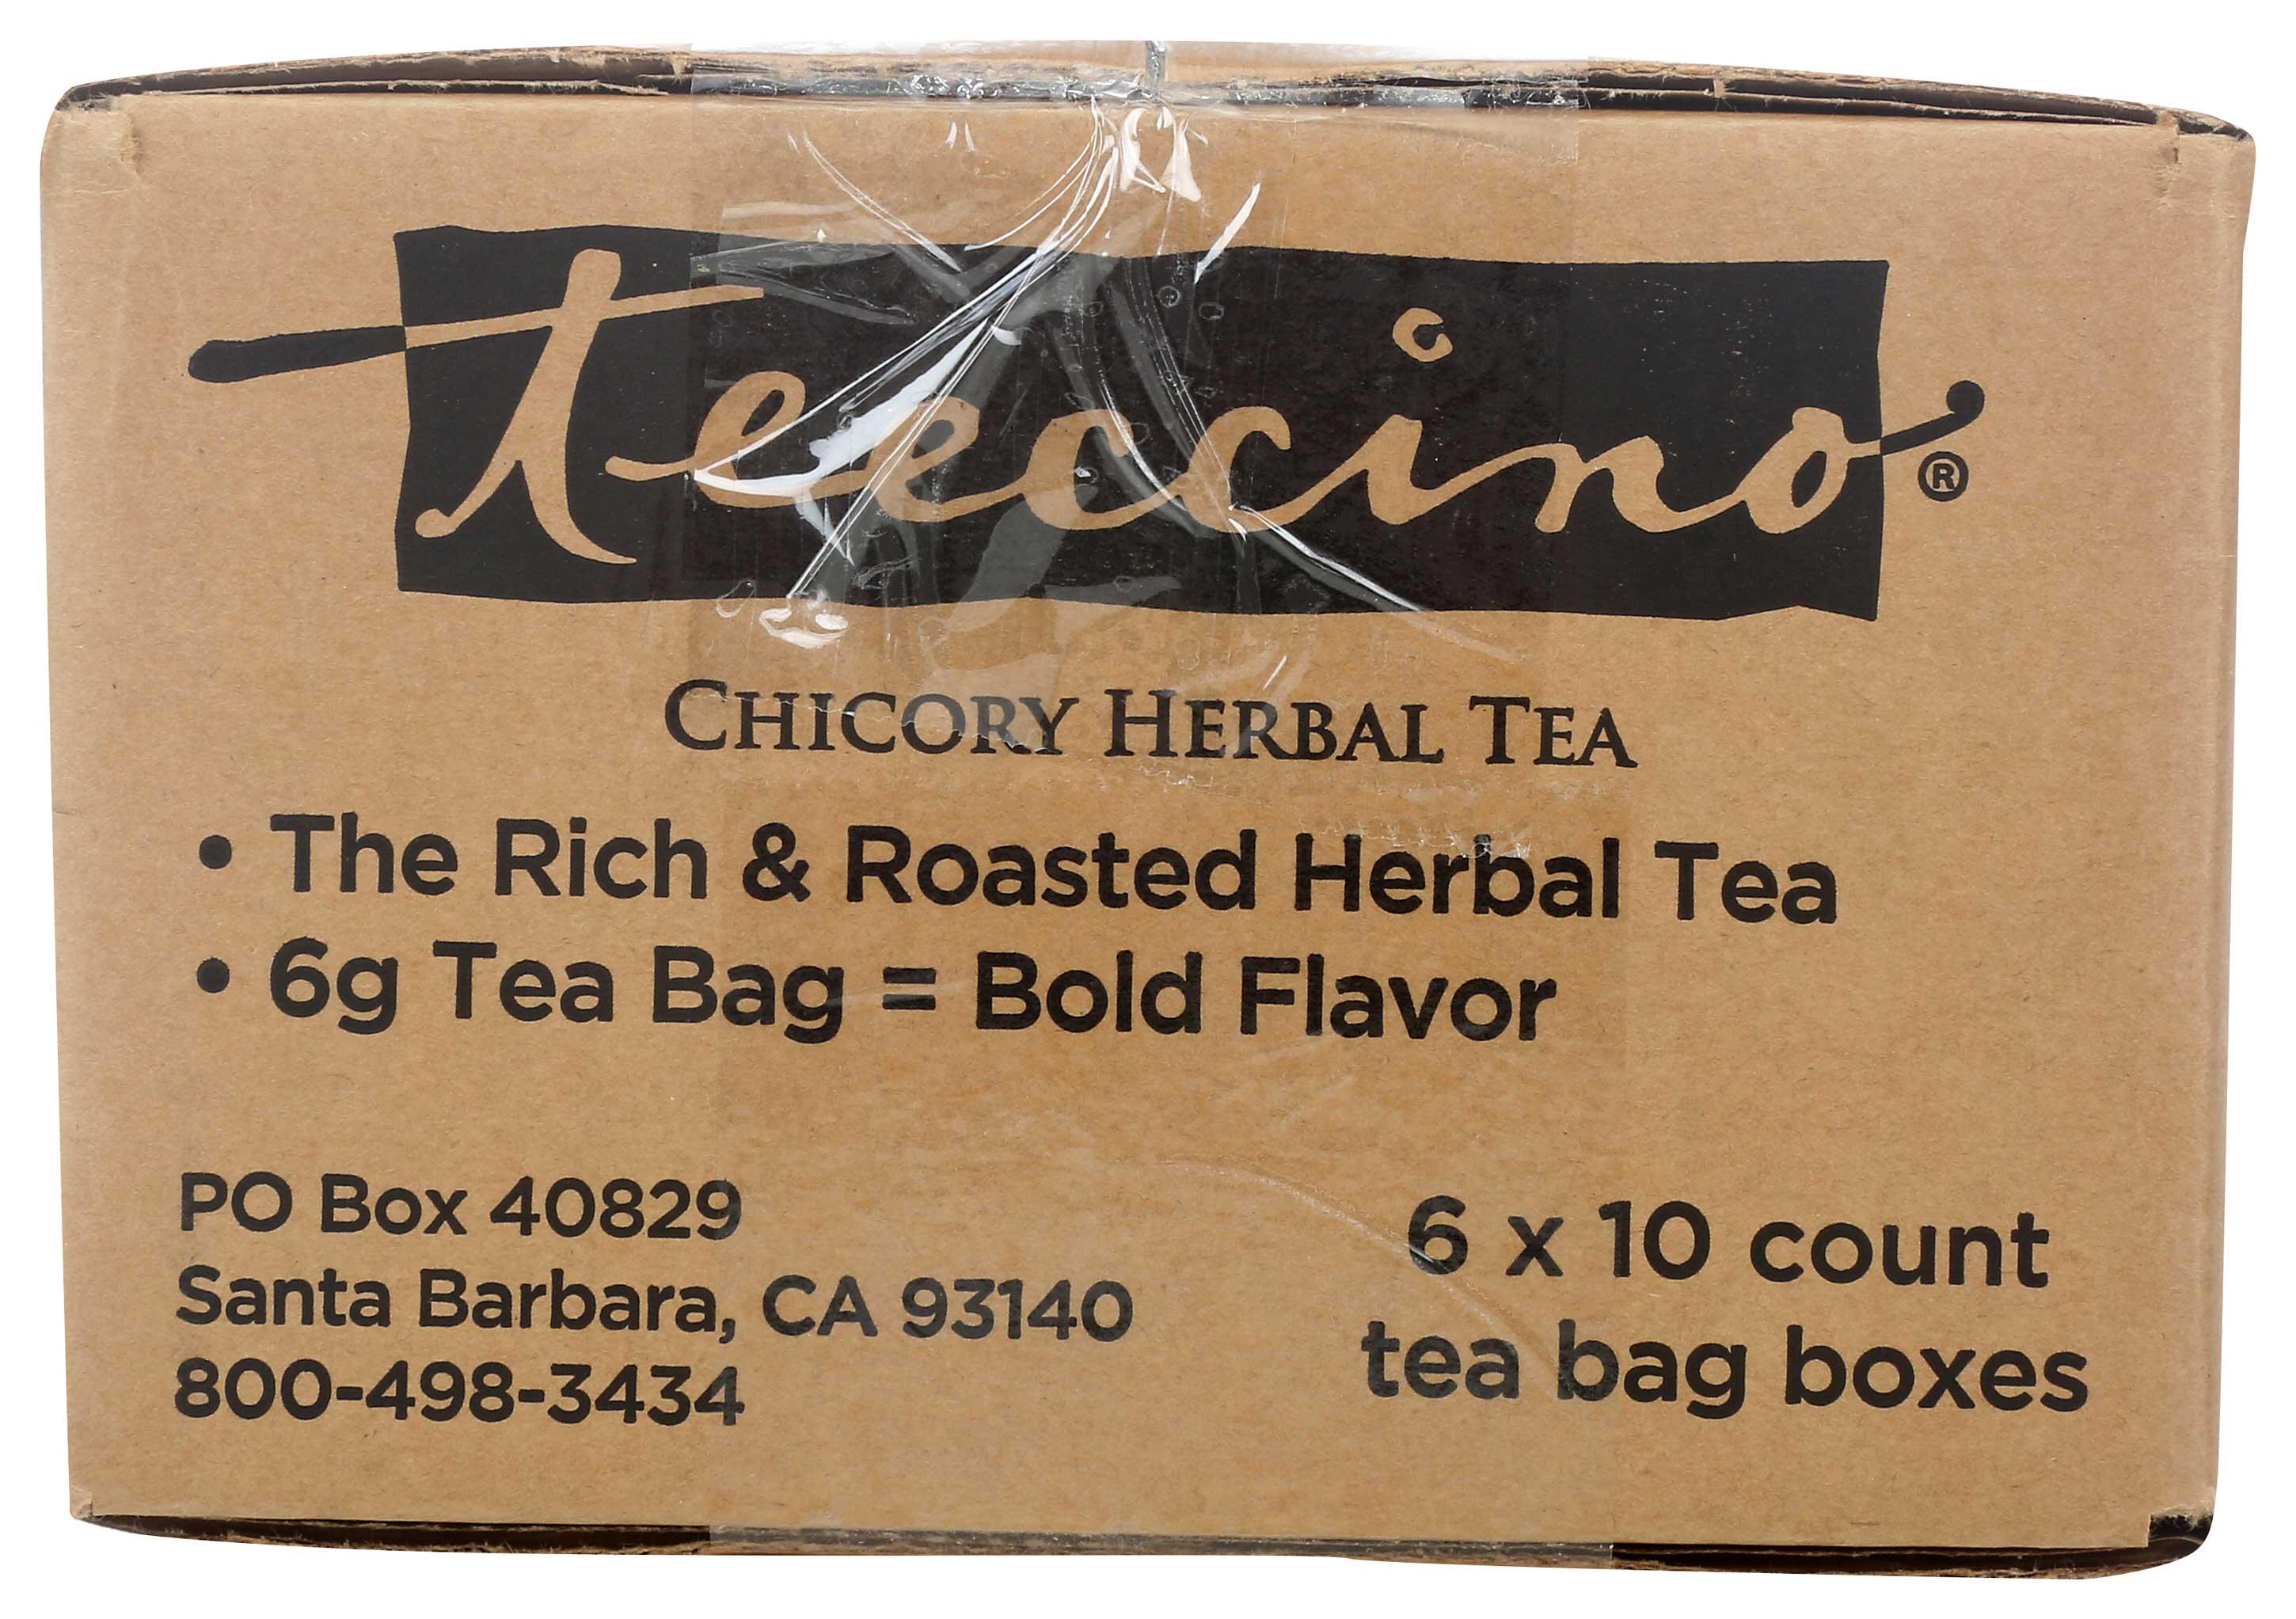 teeccino®
CHICORY HERBAL TEA
• The Rich & Roasted Herbal Tea
• 6g Tea Bag = Bold Flavor
PO Box 40829
Santa Barbara, CA 93140
800-498-3434
6 x 10 count
tea bag boxes